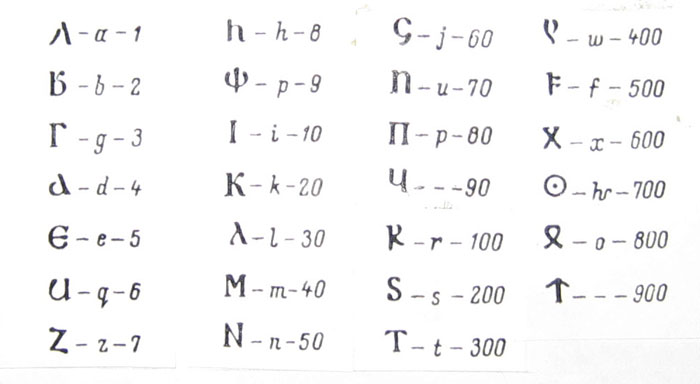 𐌰 - a - 1
𐌱 - b - 2
𐌲 - g - 3
𐌳 - d - 4
𐌴 - e - 5
𐌵 - q - 6
𐌶 - z - 7
𐌷 - h - 8
𐌸 - p - 9
𐌹 - i - 10
𐌺 - k - 20
𐌻 - l - 30
𐌼 - m - 40
𐌽 - n - 50
𐌾 - j - 60
𐌿 - u - 70
𐍀 - p - 80
𐍁 - - - 90
𐍂 - r - 100
𐍃 - s - 200
𐍄 - t - 300
𐍅 - w - 400
𐍆 - f - 500
𐍇 - x - 600
𐍈 - ƕ - 700
𐍉 - o - 800
𐍊 - - - 900